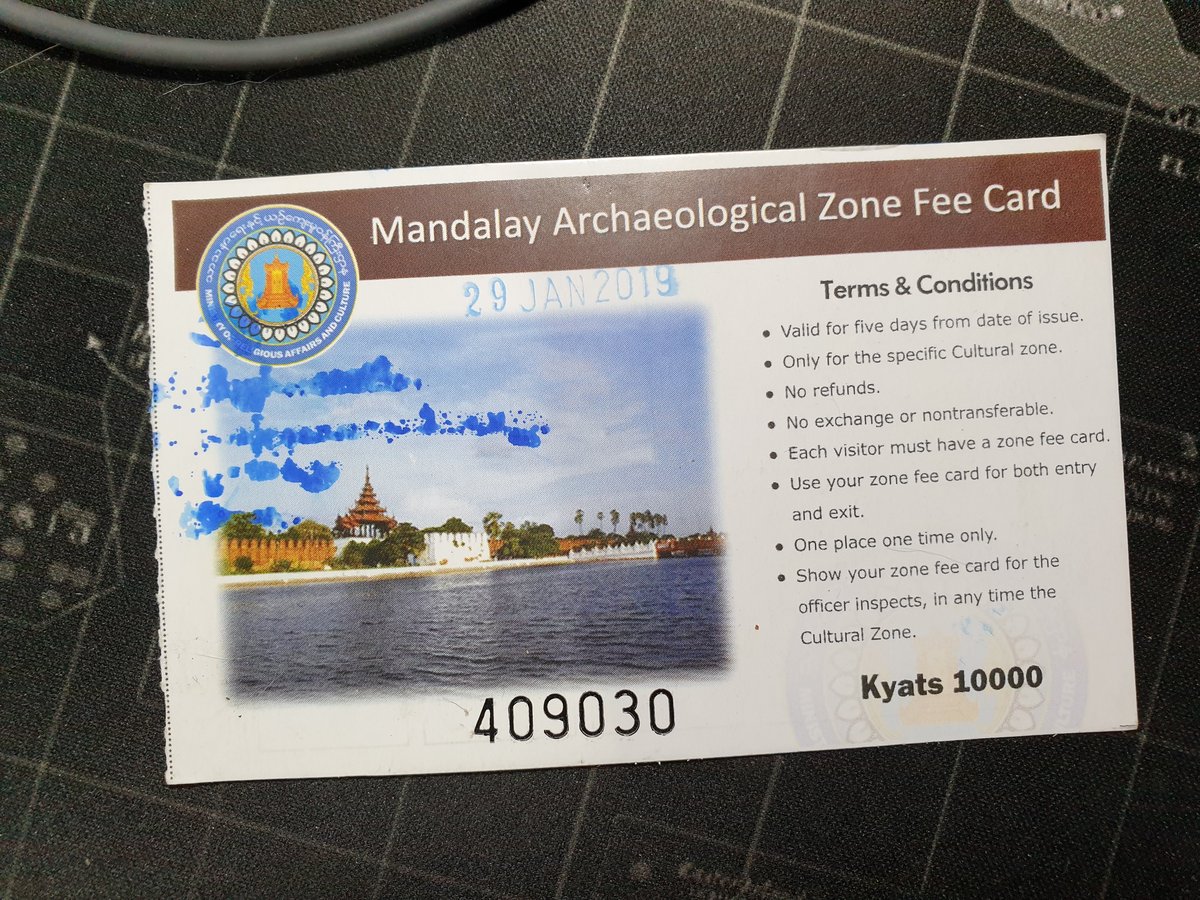 Mandalay Archaeological Zone Fee Card
GIOUS AFFAIRS AND CULTURE
29 JAN 2019
Terms & Conditions
• Valid for five days from date of issue.
• Only for the specific Cultural zone.
• No refunds.
• No exchange or nontransferable.
• Each visitor must have a zone fee card.
• Use your zone fee card for both entry
and exit.
• One place one time only.
• Show your zone fee card for the
officer inspects, in any time the
Cultural Zone.
Kyats 10000
409030